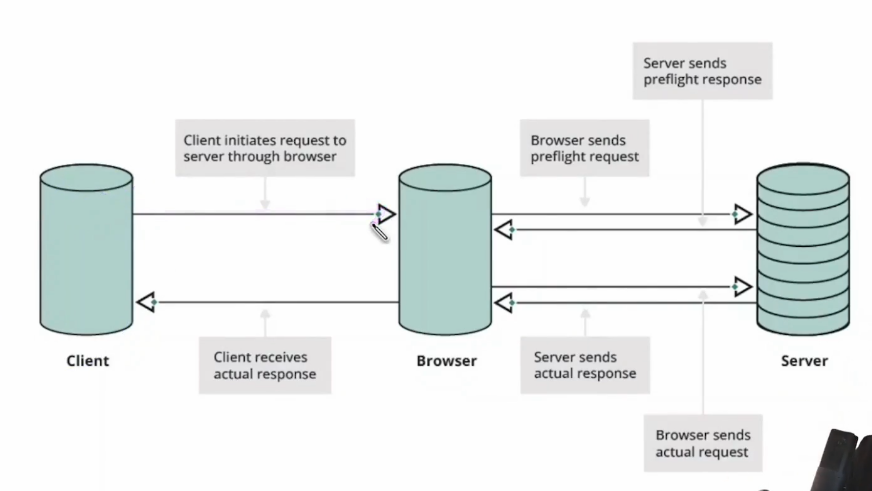 Server sends
preflight response
Client initiates request to
server through browser
Browser sends
preflight request
Client
Browser
Server
Client receives
actual response
Server sends
actual response
Browser sends
actual request